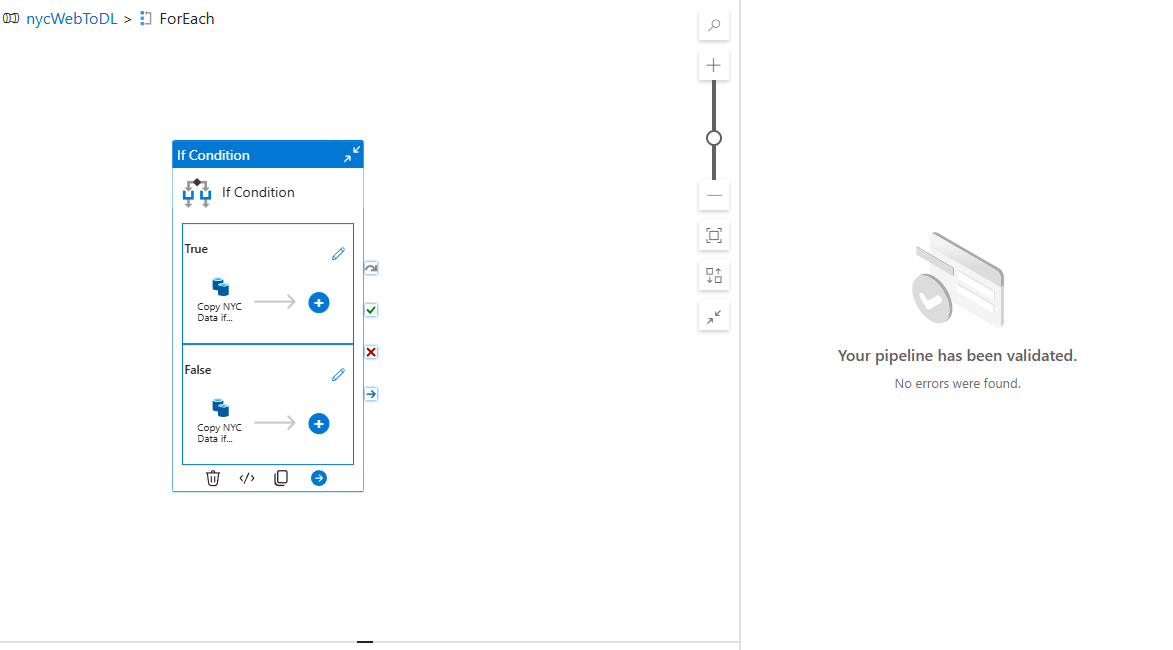 nycWebToDL > ForEach
If Condition
If Condition
True
Copy NYC
Data if...
False
Copy NYC
Data if...
Your pipeline has been validated.
No errors were found.